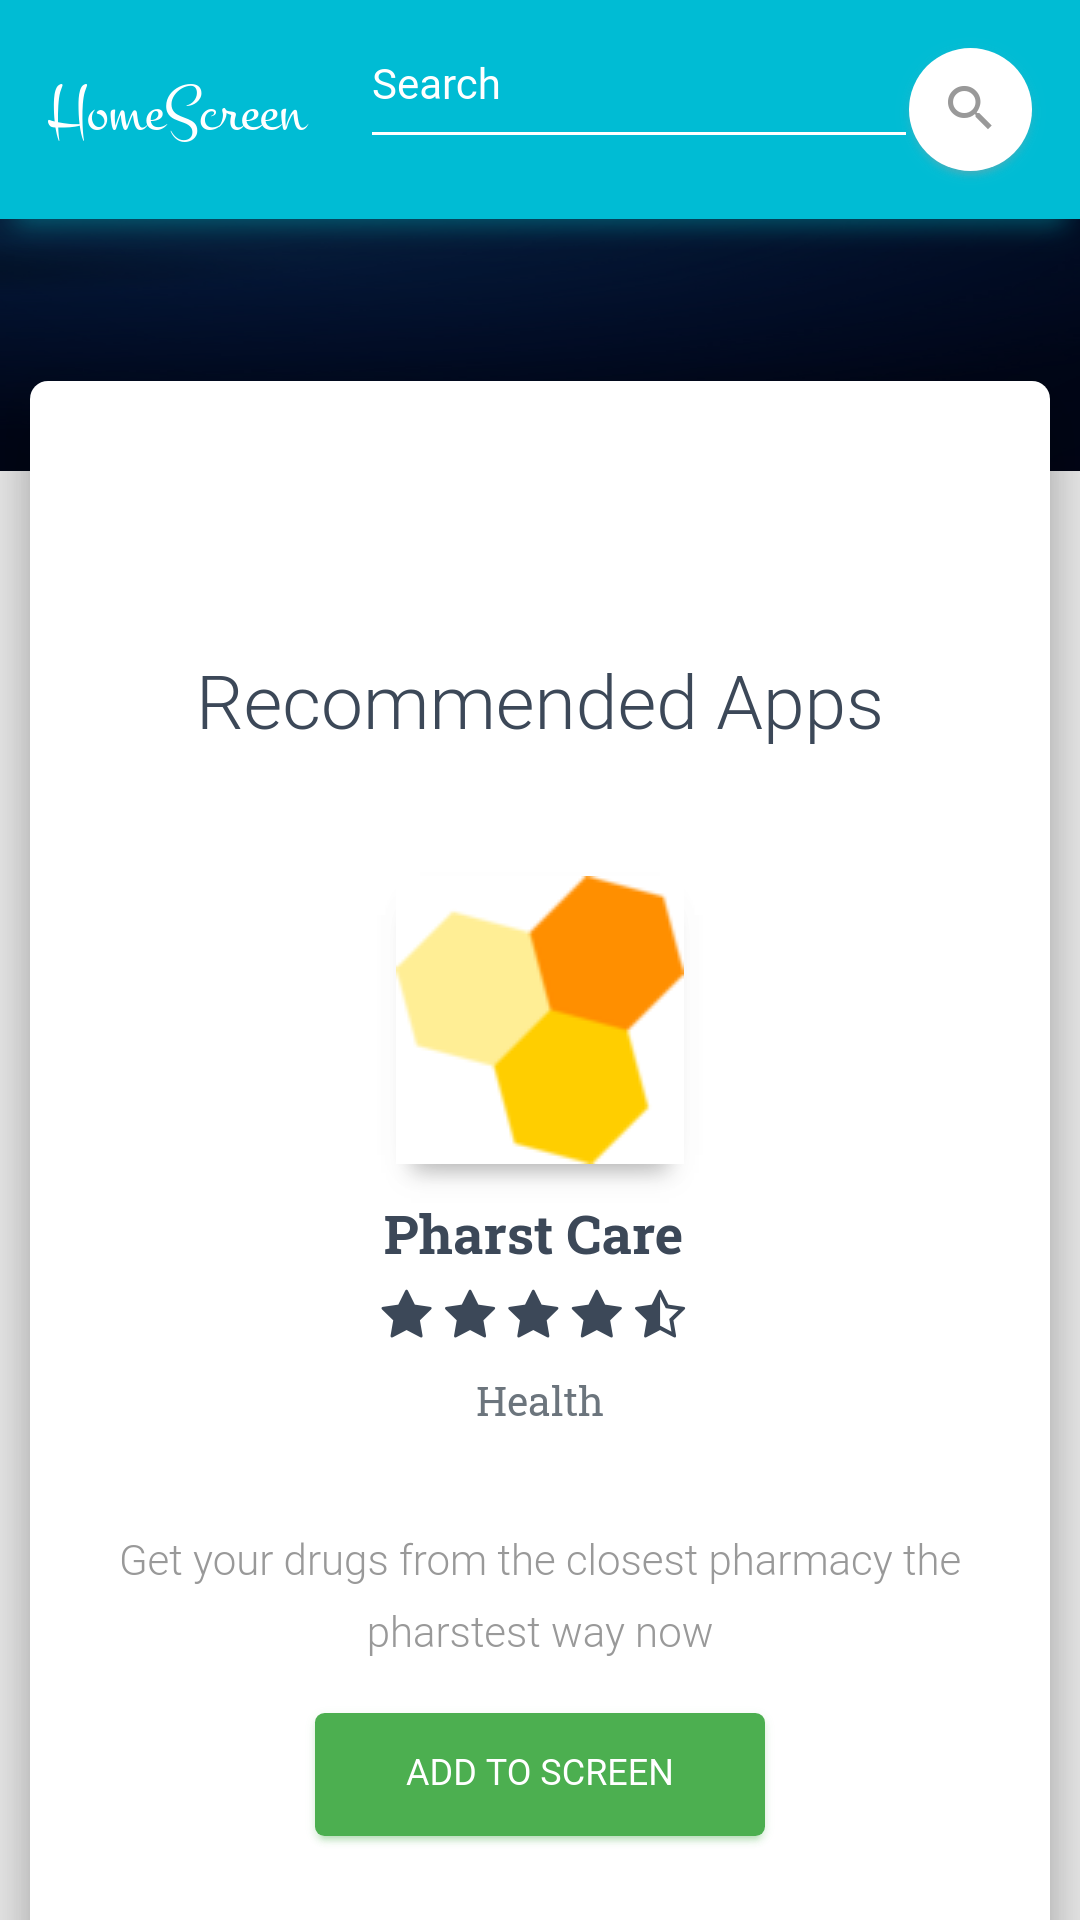 HomeScreen
Search
Recommended Apps
Pharst Care
Health
Get your drugs from the closest pharmacy the
pharstest way now
ADD TO SCREEN